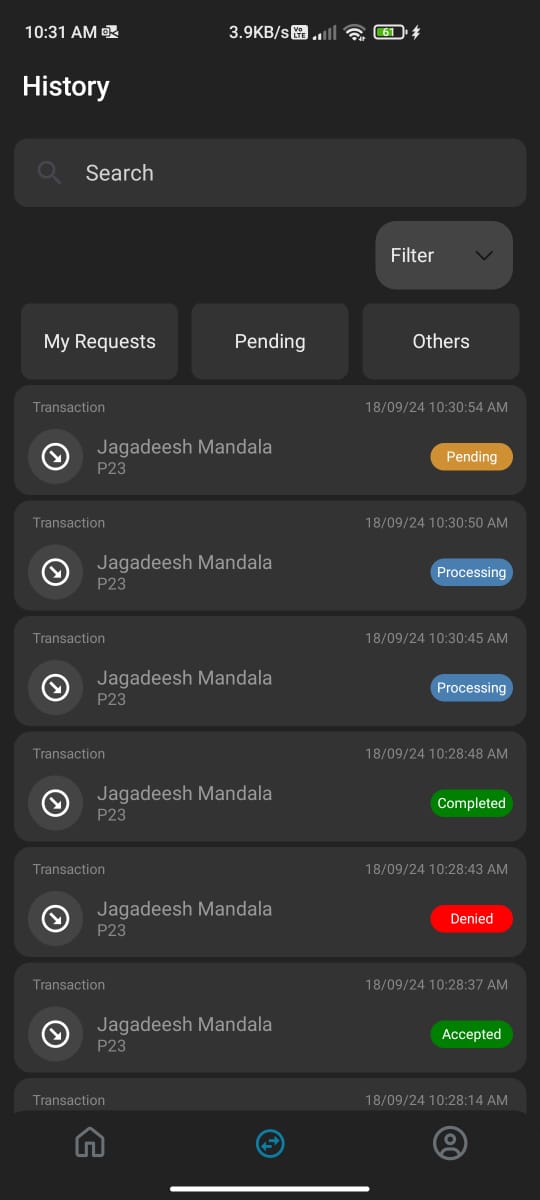 10:31 AM
3.9KB/s Vo LTE 61
History
Search
Filter
My Requests Pending Others
Transaction 18/09/24 10:30:54 AM
Jagadeesh Mandala
P23
Pending
Transaction 18/09/24 10:30:50 AM
Jagadeesh Mandala
P23
Processing
Transaction 18/09/24 10:30:45 AM
Jagadeesh Mandala
P23
Processing
Transaction 18/09/24 10:28:48 AM
Jagadeesh Mandala
P23
Completed
Transaction 18/09/24 10:28:43 AM
Jagadeesh Mandala
P23
Denied
Transaction 18/09/24 10:28:37 AM
Jagadeesh Mandala
P23
Accepted
Transaction 18/09/24 10:28:14 AM